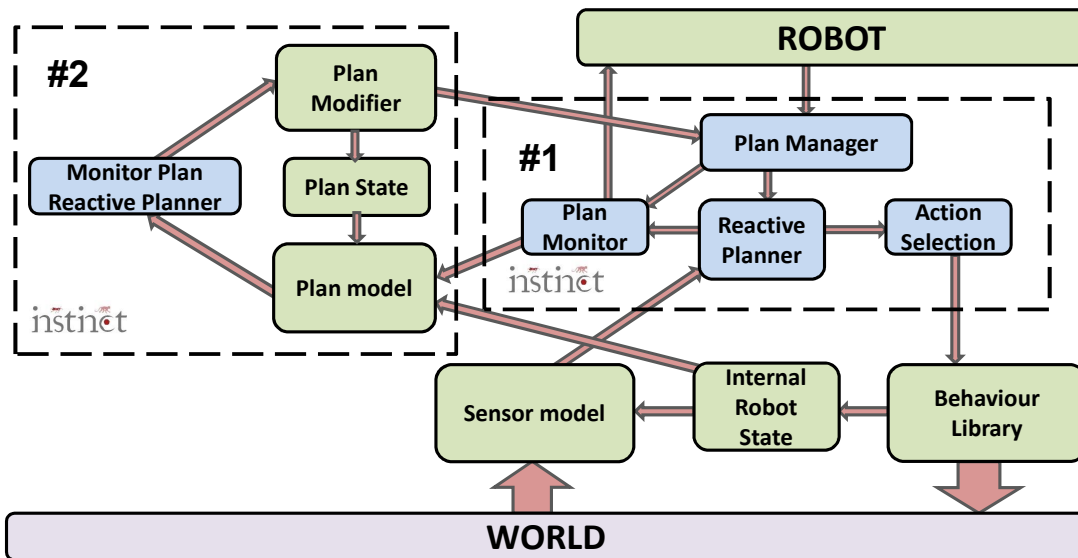 ROBOT
#2
Plan
Modifier
#1
Plan Manager
Monitor Plan
Reactive Planner
Plan State
Plan
Monitor
Reactive
Planner
Action
Selection
Plan model
instinct
instinct
Sensor model
Internal
Robot
State
Behaviour
Library
WORLD